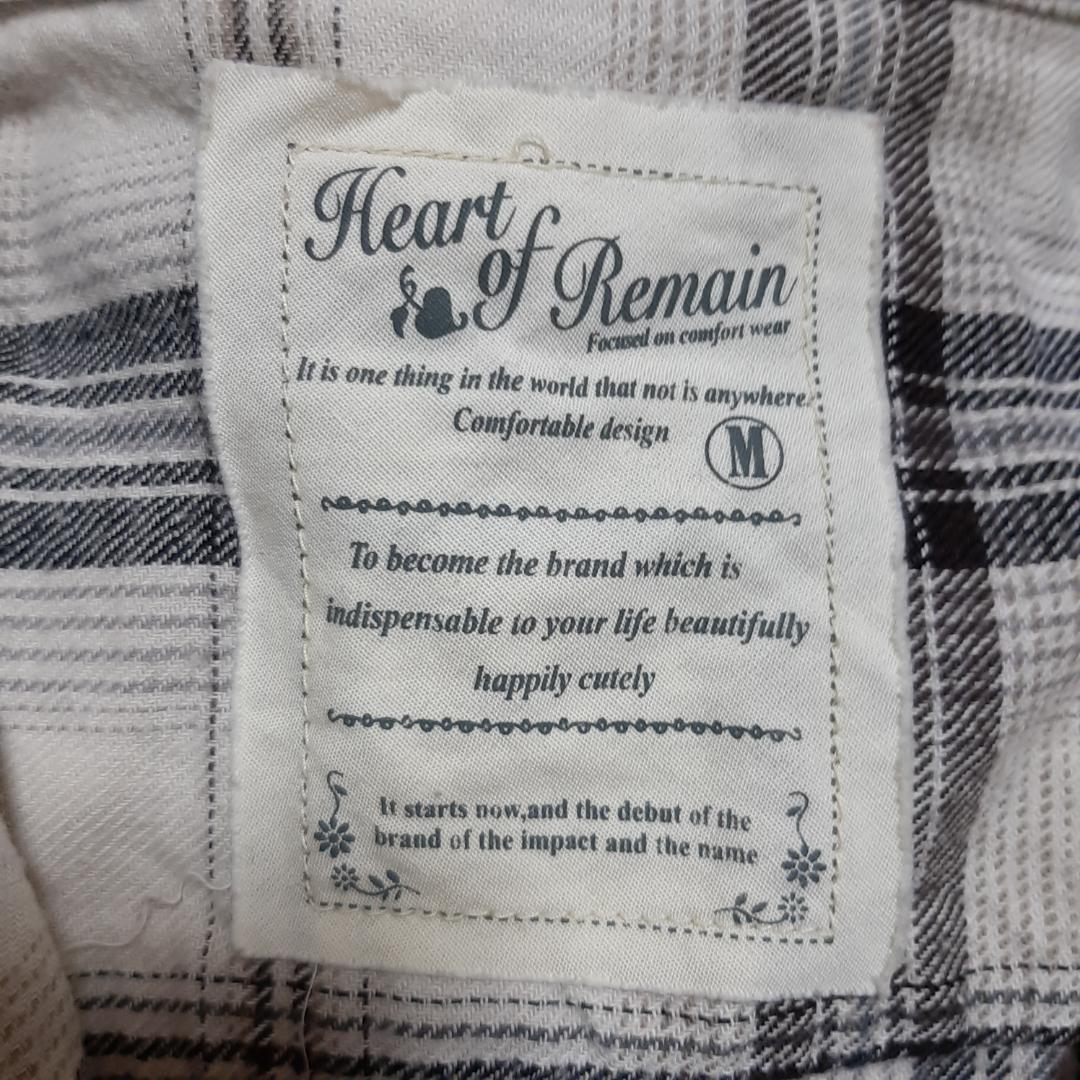 Heart
of Remain
Focused on comfort wear
It is one thing in the world that not is anywhere.
Comfortable design
M
To become the brand which is
indispensable to your life beautifully
happily cutely
It starts now,and the debut of the
brand of the impact and the name